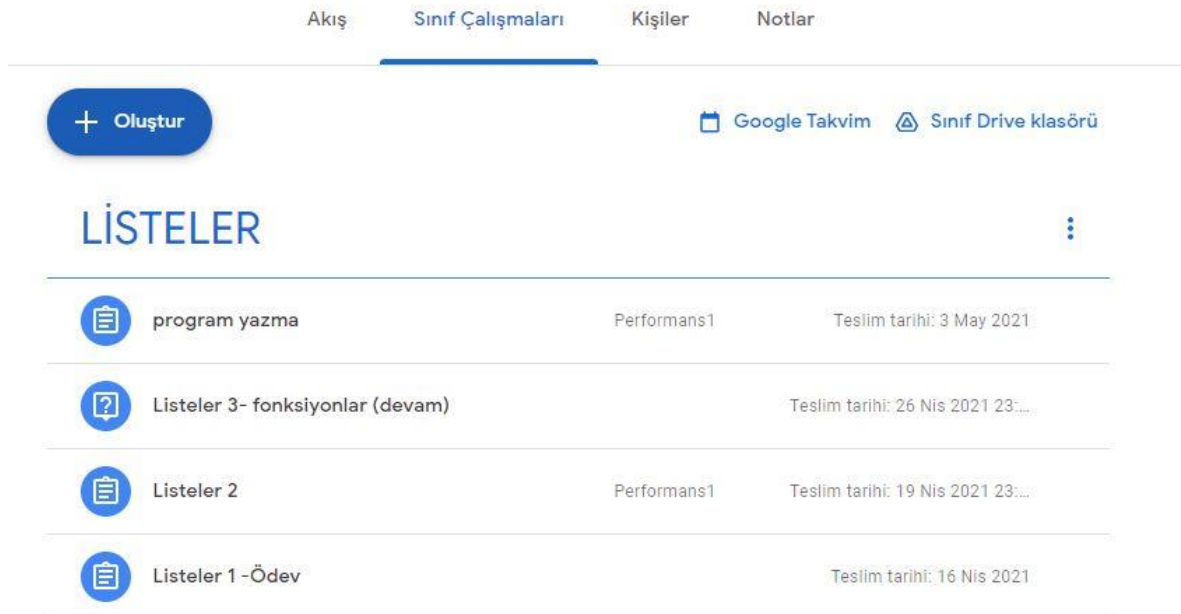 Akış Sınıf Çalışmaları Kişiler Notlar
Oluştur Google Takvim Sınıf Drive klasörü
LİSTELER
program yazma Performans1 Teslim tarihi: 3 May 2021
Listeler 3- fonksiyonlar (devam) Teslim tarihi: 26 Nis 2021 23:...
Listeler 2 Performans1 Teslim tarihi: 19 Nis 2021 23:...
Listeler 1 -Ödev Teslim tarihi: 16 Nis 2021